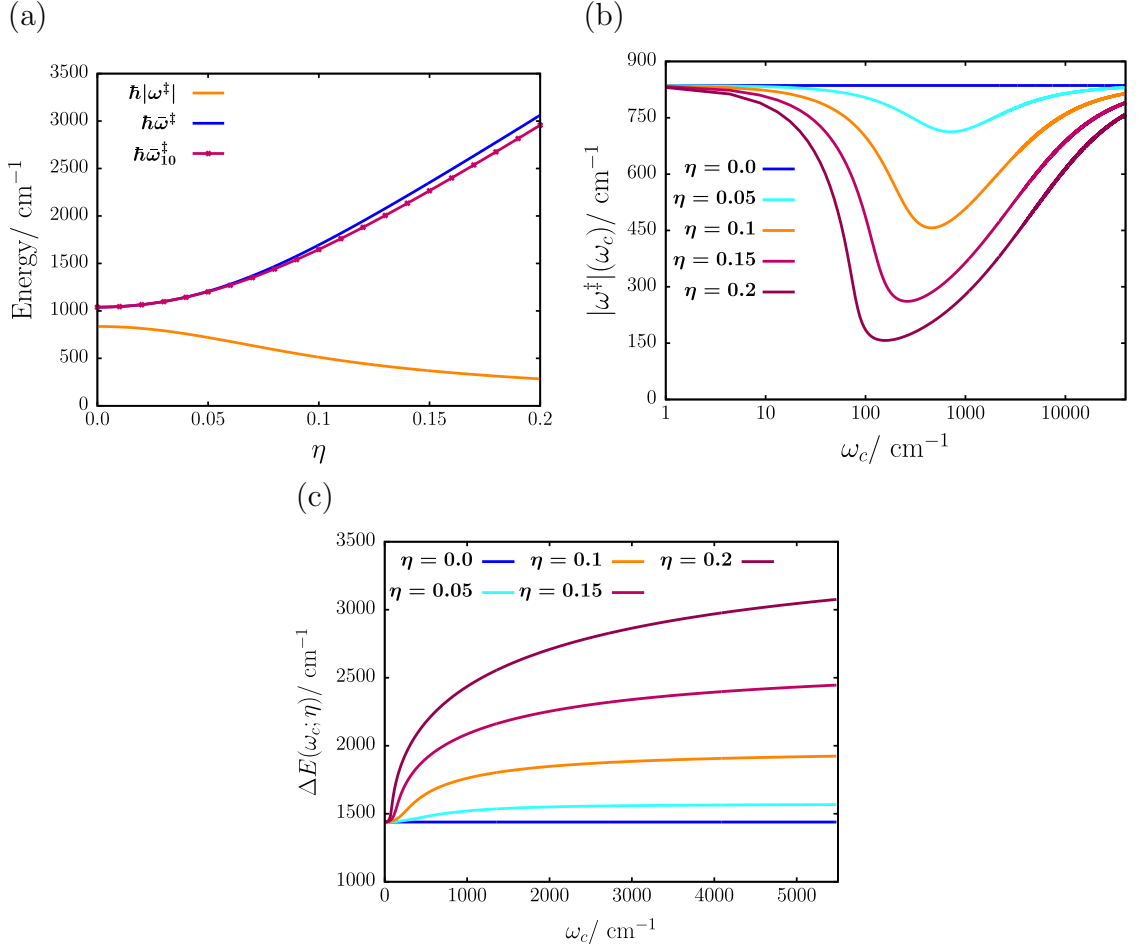 (a)
3500
3000
2500
2000
1500
1000
500
0
Energy/ cm⁻¹
ħ|ω‡|
ħω̄‡
ħω̄‡₁₀
0.0 0.05 0.1 0.15 0.2
η
(b)
900
750
600
450
300
150
0
|ω‡|(ω_c)/ cm⁻¹
η = 0.0
η = 0.05
η = 0.1
η = 0.15
η = 0.2
1 10 100 1000 10000
ω_c/ cm⁻¹
(c)
3500
3000
2500
2000
1500
1000
ΔE(ω_c; η)/ cm⁻¹
η = 0.0 η = 0.1 η = 0.2
η = 0.05 η = 0.15
0 1000 2000 3000 4000 5000
ω_c/ cm⁻¹